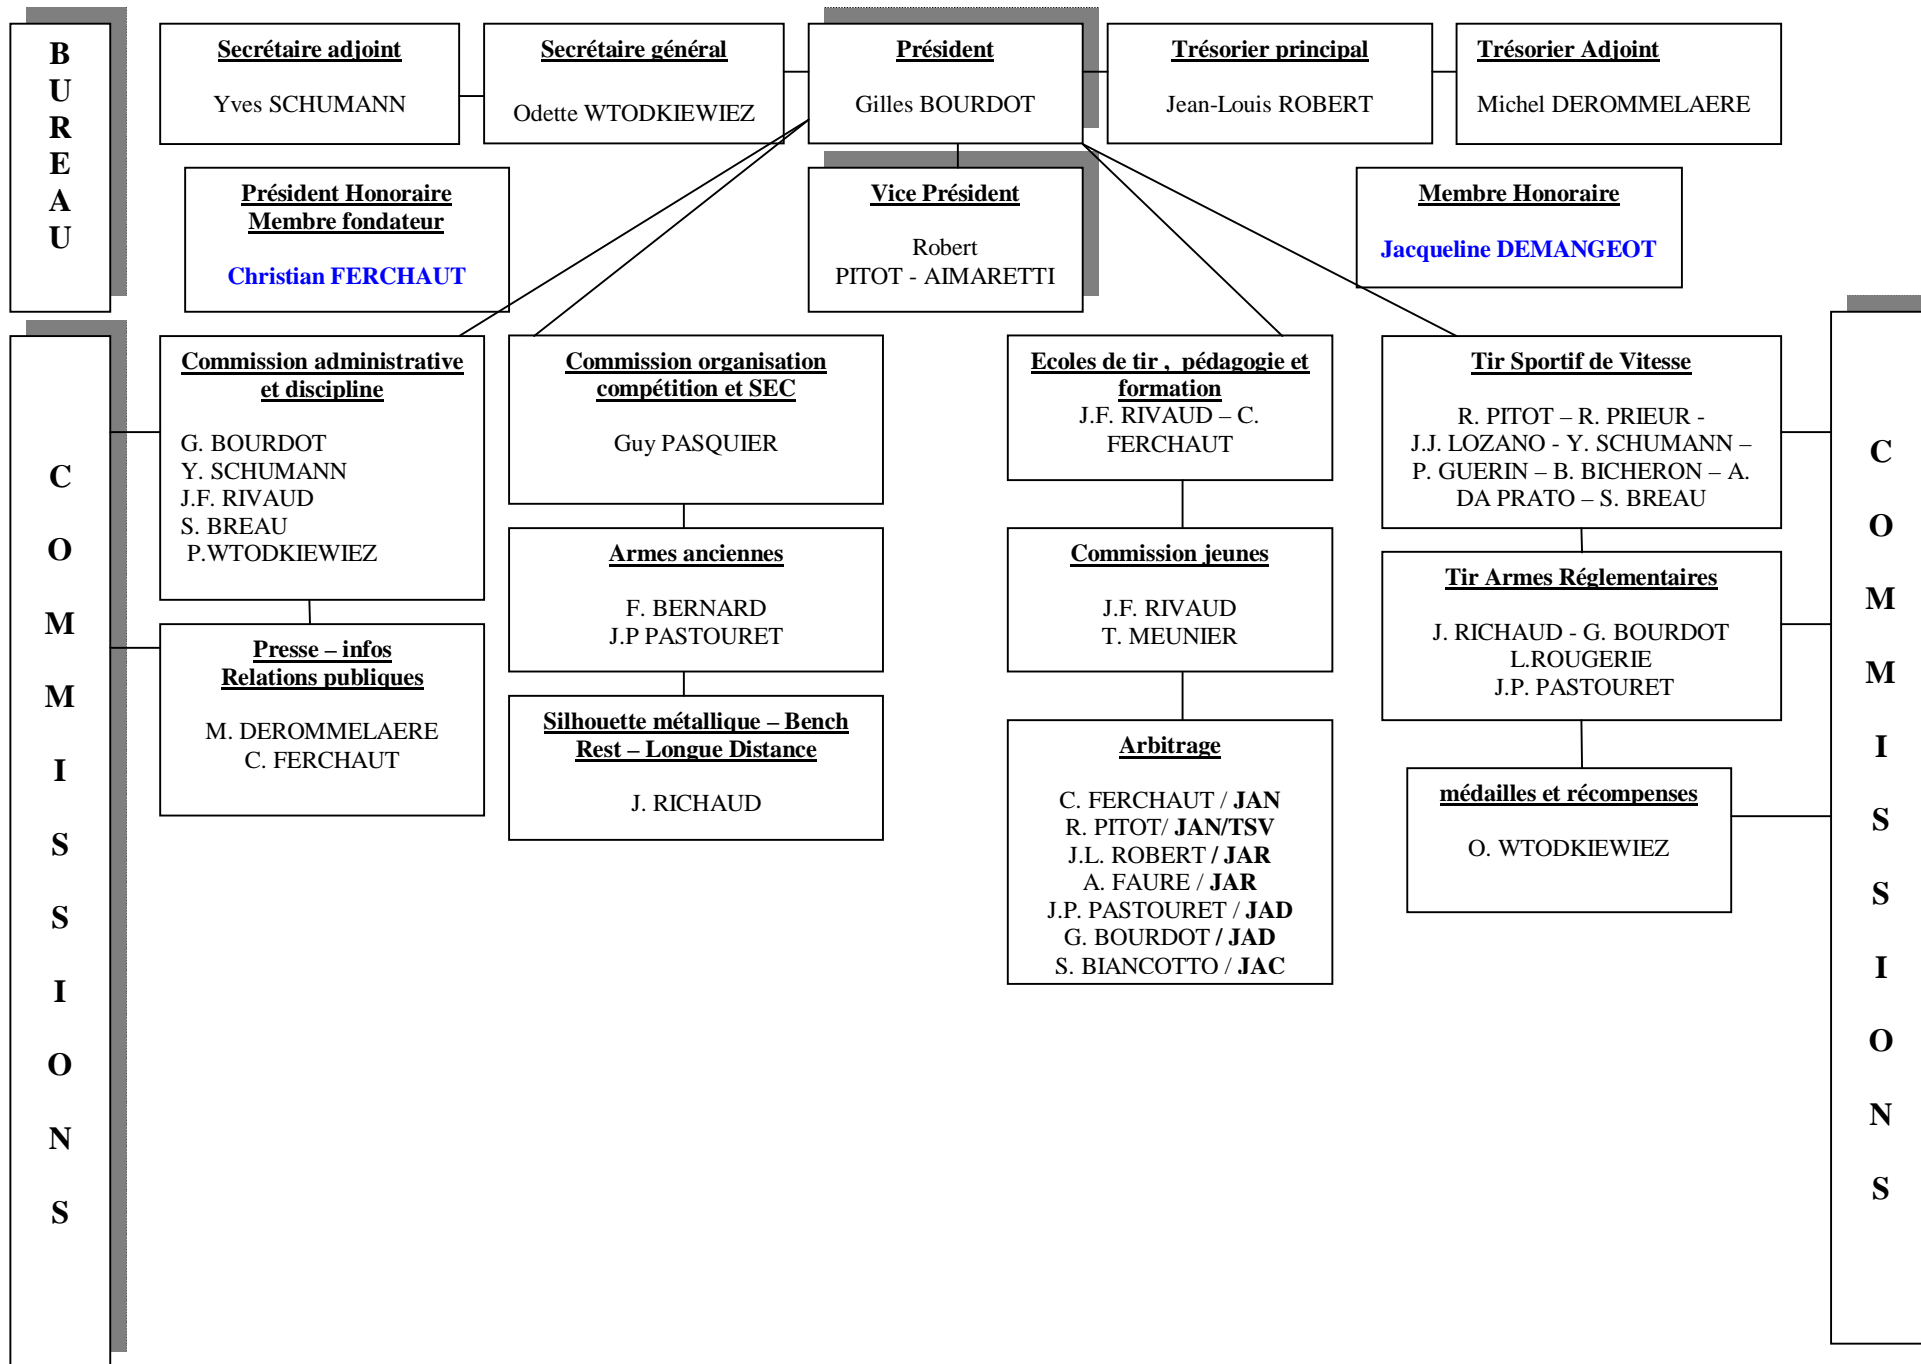 B
U
R
E
A
U
Secrétaire adjoint
Yves SCHUMANN
Secrétaire général
Odette WTODKIEWIEZ
Président
Gilles BOURDOT
Trésorier principal
Jean-Louis ROBERT
Trésorier Adjoint
Michel DEROMMELAERE
Président Honoraire
Membre fondateur
Christian FERCHAUT
Vice Président
Robert
PITOT - AIMARETTI
Membre Honoraire
Jacqueline DEMANGEOT
C
O
M
M
I
S
S
I
O
N
S
Commission administrative
et discipline
G. BOURDOT
Y. SCHUMANN
J.F. RIVAUD
S. BREAU
P.WTODKIEWIEZ
Presse – infos
Relations publiques
M. DEROMMELAERE
C. FERCHAUT
Commission organisation
compétition et SEC
Guy PASQUIER
Armes anciennes
F. BERNARD
J.P PASTOURET
Silhouette métallique – Bench
Rest – Longue Distance
J. RICHAUD
Ecoles de tir , pédagogie et
formation
J.F. RIVAUD – C.
FERCHAUT
Commission jeunes
J.F. RIVAUD
T. MEUNIER
Arbitrage
C. FERCHAUT / JAN
R. PITOT/ JAN/TSV
J.L. ROBERT / JAR
A. FAURE / JAR
J.P. PASTOURET / JAD
G. BOURDOT / JAD
S. BIANCOTTO / JAC
Tir Sportif de Vitesse
R. PITOT – R. PRIEUR -
J.J. LOZANO - Y. SCHUMANN –
P. GUERIN – B. BICHERON – A.
DA PRATO – S. BREAU
Tir Armes Réglementaires
J. RICHAUD - G. BOURDOT
L.ROUGERIE
J.P. PASTOURET
médailles et récompenses
O. WTODKIEWIEZ
C
O
M
M
I
S
S
I
O
N
S